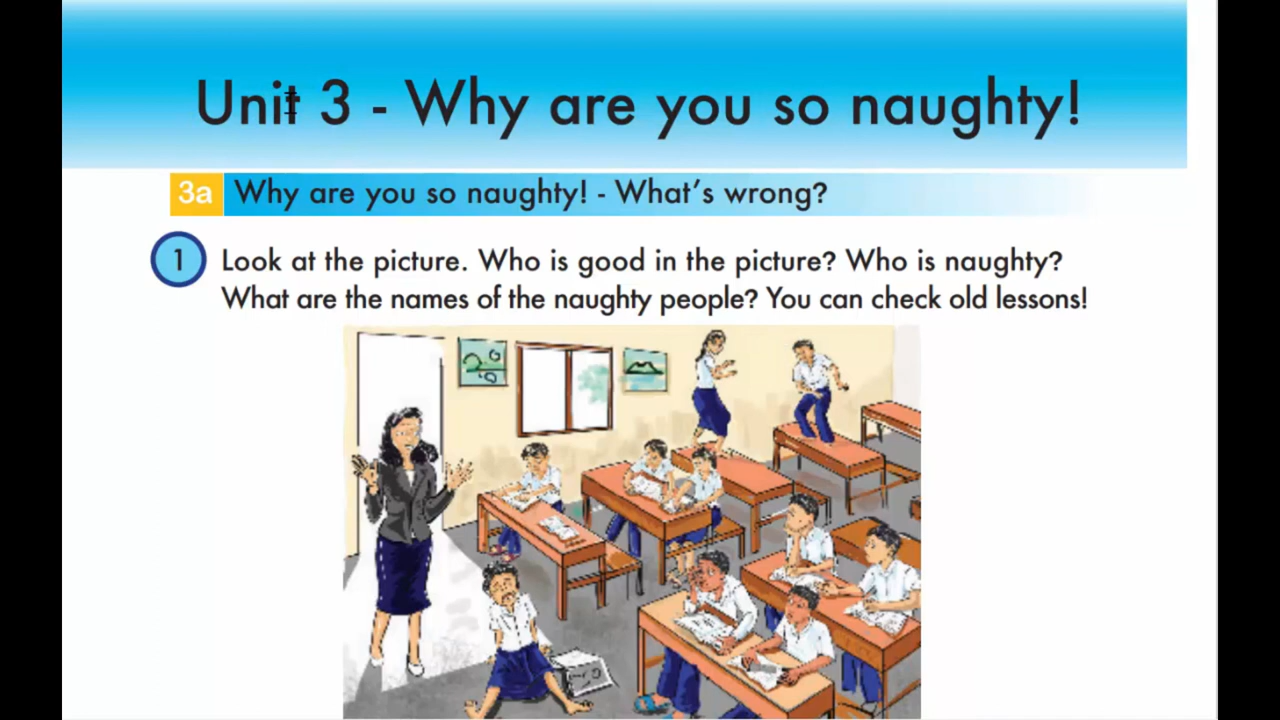 Unit 3 - Why are you so naughty!
3a Why are you so naughty! - What's wrong?
1 Look at the picture. Who is good in the picture? Who is naughty?
What are the names of the naughty people? You can check old lessons!